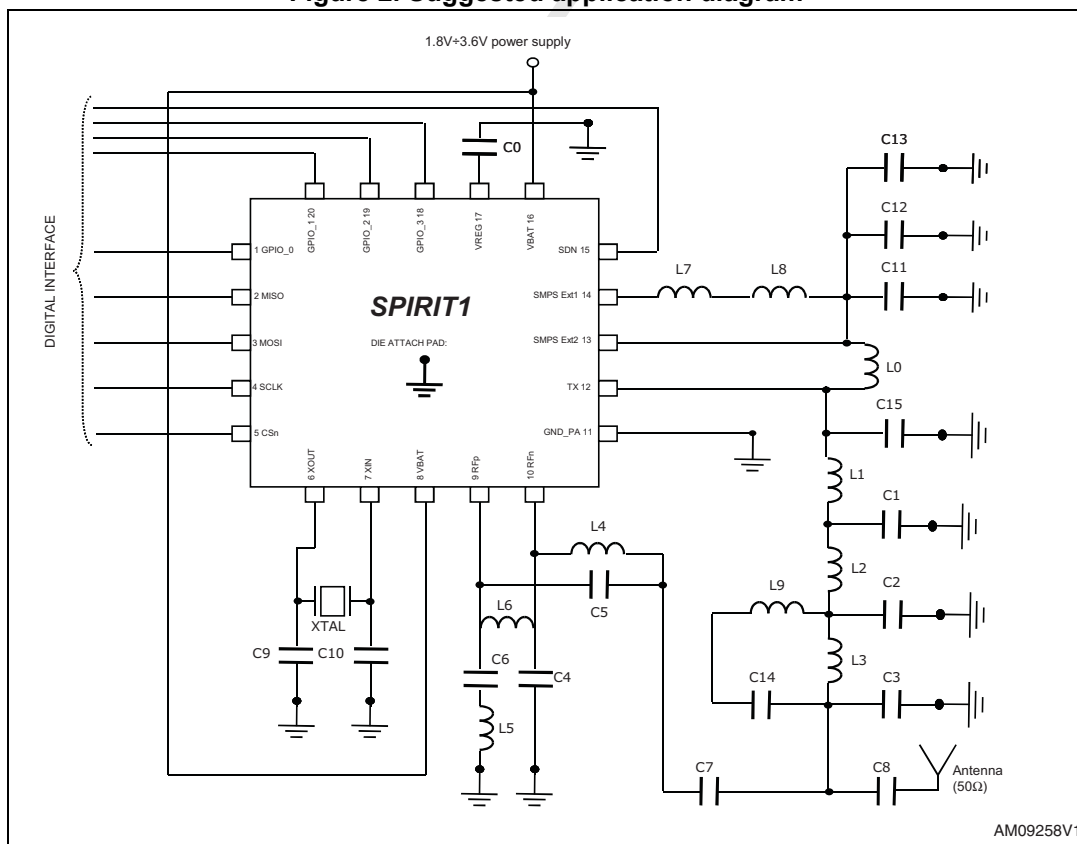 Figure 2. Suggested application diagram
1.8V÷3.6V power supply
C0
C13
DIGITAL INTERFACE
GPIO_1 20
GPIO_2 19
GPIO_3 18
VREG 17
VBAT 16
C12
1 GPIO_0
SDN 15
L7
L8
C11
2 MISO
SPIRIT1
SMPS Ext1 14
3 MOSI
DIE ATTACH PAD:
SMPS Ext2 13
L0
4 SCLK
TX 12
C15
5 CSn
GND_PA 11
6 XOUT
7 XIN
8 VBAT
9 RFp
10 RFn
L1
C1
L4
L2
L9
C2
C5
L6
XTAL
C9
C10
C6
C4
L3
C14
C3
L5
C7
C8
Antenna
(50Ω)
AM09258V1